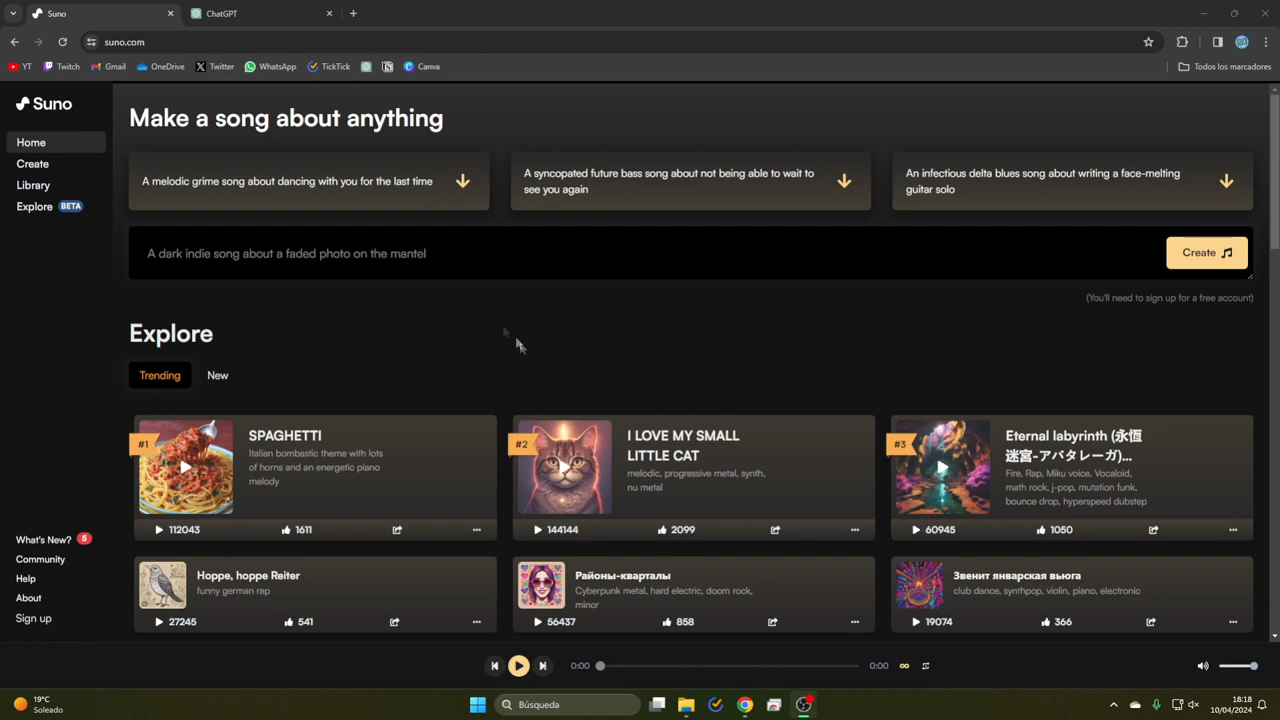 Suno
ChatGPT
suno.com
YT
Twitch
Gmail
OneDrive
Twitter
WhatsApp
TickTick
Canva
Todos los marcadores
Suno
Home
Create
Library
Explore BETA
Make a song about anything
A melodic grime song about dancing with you for the last time
A syncopated future bass song about not being able to wait to
see you again
An infectious delta blues song about writing a face-melting
guitar solo
A dark indie song about a faded photo on the mantel
Create
(You'll need to sign up for a free account)
Explore
Trending
New
#1
SPAGHETTI
Italian bombastic theme with lots
of horns and an energetic piano
melody
112043
1611
#2
I LOVE MY SMALL
LITTLE CAT
melodic, progressive metal, synth,
nu metal
144144
2099
#3
Eternal labyrinth (永恆
迷宮-アバタレーガ)...
Fire, Rap, Miku voice, Vocaloid,
math rock, j-pop, mutation funk,
bounce drop, hyperspeed dubstep
60945
1050
Hoppe, hoppe Reiter
funny german rap
27245
541
Районы-кварталы
Cyberpunk metal, hard electric, doom rock,
minor
56437
858
Звенит январская вьюга
club dance, synthpop, violin, piano, electronic
19074
366
What's New? 5
Community
Help
About
Sign up
0:00
0:00
19°C
Soleado
Búsqueda
18:18
10/04/2024